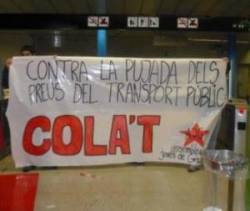 CONTRA LA PUJADA DELS
PREUS DEL TRANSPORT PÚBLIC
COLA'T